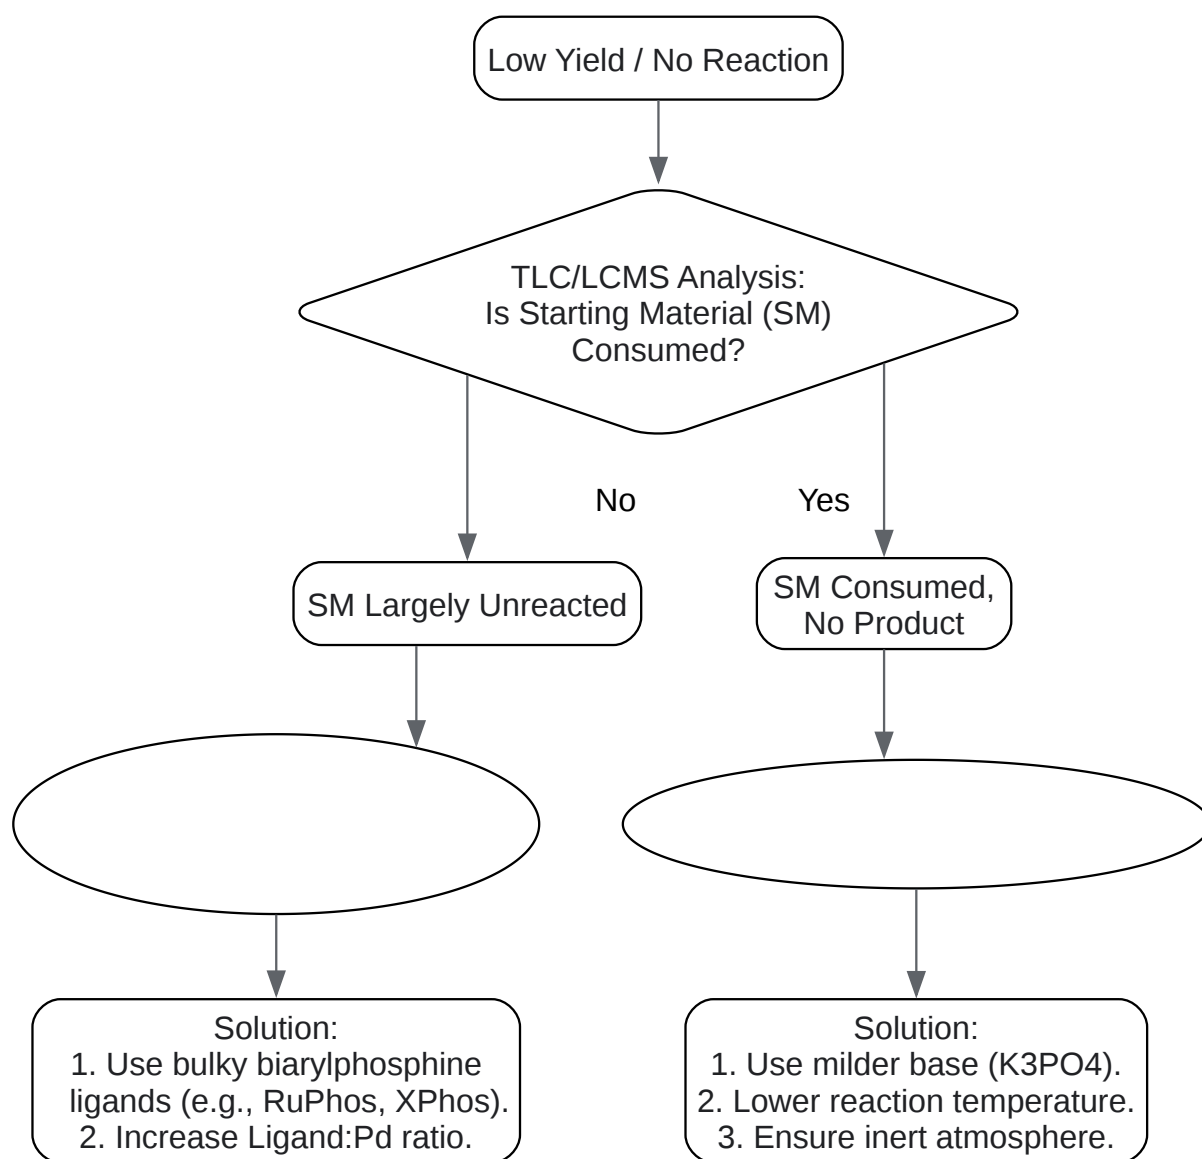 Low Yield / No Reaction
TLC/LCMS Analysis:
Is Starting Material (SM)
Consumed?
No
Yes
SM Largely Unreacted
SM Consumed,
No Product
Solution:
1. Use bulky biarylphosphine
ligands (e.g., RuPhos, XPhos).
2. Increase Ligand:Pd ratio.
Solution:
1. Use milder base (K3PO4).
2. Lower reaction temperature.
3. Ensure inert atmosphere.